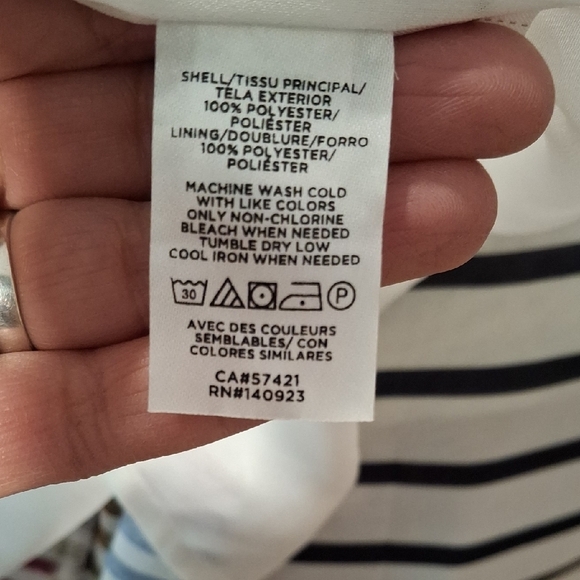 SHELL/TISSU PRINCIPAL/
TELA EXTERIOR
100% POLYESTER/
POLIÉSTER
LINING/DOUBLURE/FORRO
100% POLYESTER/
POLIÉSTER
MACHINE WASH COLD
WITH LIKE COLORS
ONLY NON-CHLORINE
BLEACH WHEN NEEDED
TUMBLE DRY LOW
COOL IRON WHEN NEEDED
30 P
AVEC DES COULEURS
SEMBLABLES/ CON
COLORES SIMILARES
CA#57421
RN#140923